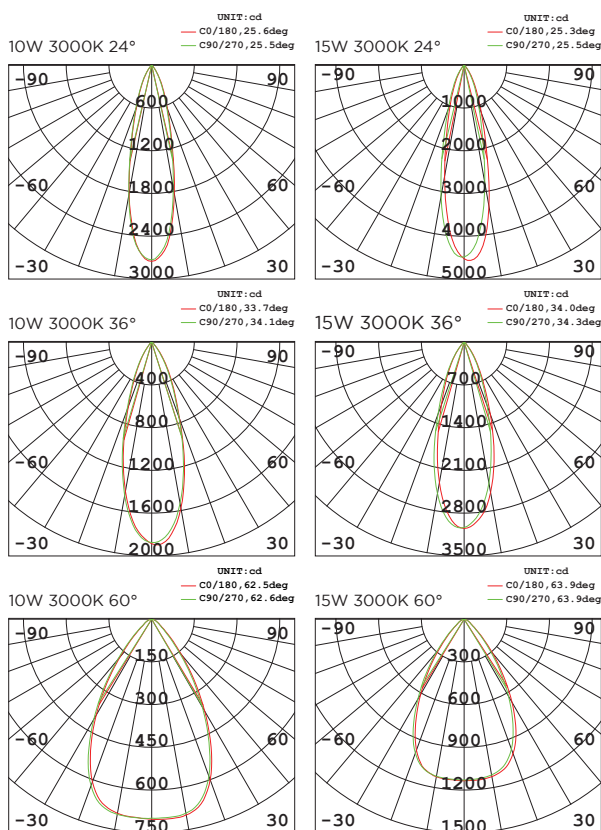 UNIT:cd
10W 3000K 24°
C0/180,25.6deg
C90/270,25.5deg
-90
90
600
1200
-60
60
1800
2400
-30
30
3000
UNIT:cd
15W 3000K 24°
C0/180,25.3deg
C90/270,25.5deg
-90
90
1000
2000
-60
60
3000
4000
-30
30
5000
UNIT:cd
10W 3000K 36°
C0/180,33.7deg
C90/270,34.1deg
-90
90
400
800
-60
60
1200
1600
-30
30
2000
UNIT:cd
15W 3000K 36°
C0/180,34.0deg
C90/270,34.3deg
-90
90
700
1400
-60
60
2100
2800
-30
30
3500
UNIT:cd
10W 3000K 60°
C0/180,62.5deg
C90/270,62.6deg
-90
90
150
300
-60
60
450
600
-30
30
750
UNIT:cd
15W 3000K 60°
C0/180,63.9deg
C90/270,63.9deg
-90
90
300
600
-60
60
900
1200
-30
30
1500